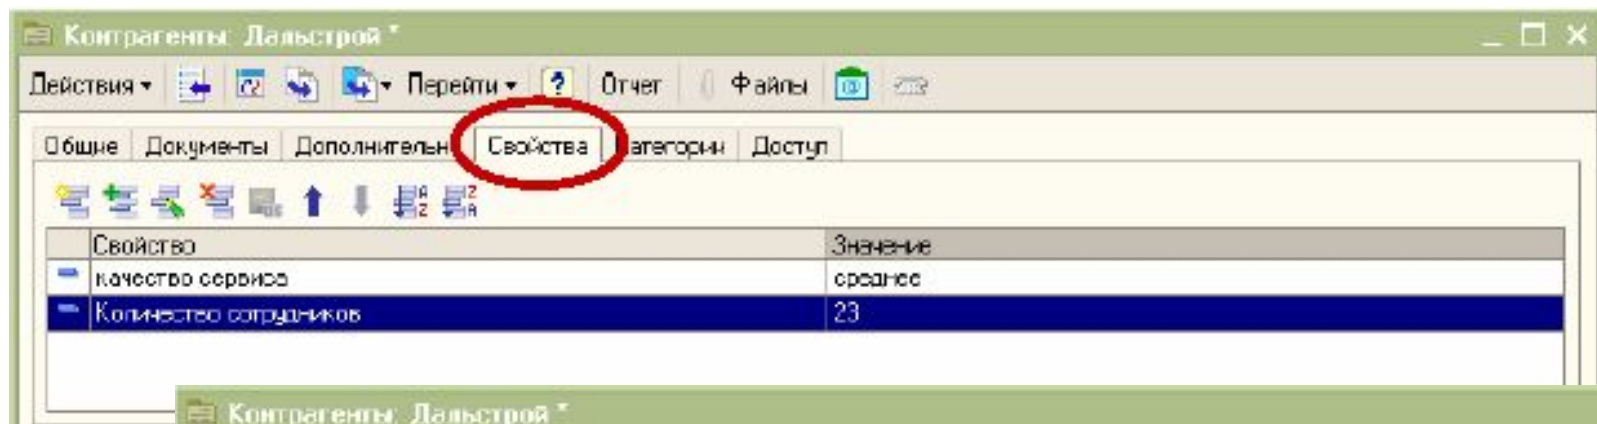 Контрагенты: Дальстрой *
Действия Перейти Отчет Файлы
Общие Документы Дополнительн Свойства атегории Доступ
Свойство Значение
качество сервиса среднее
Количество сотрудников 23
Контрагенты: Дальстрой *